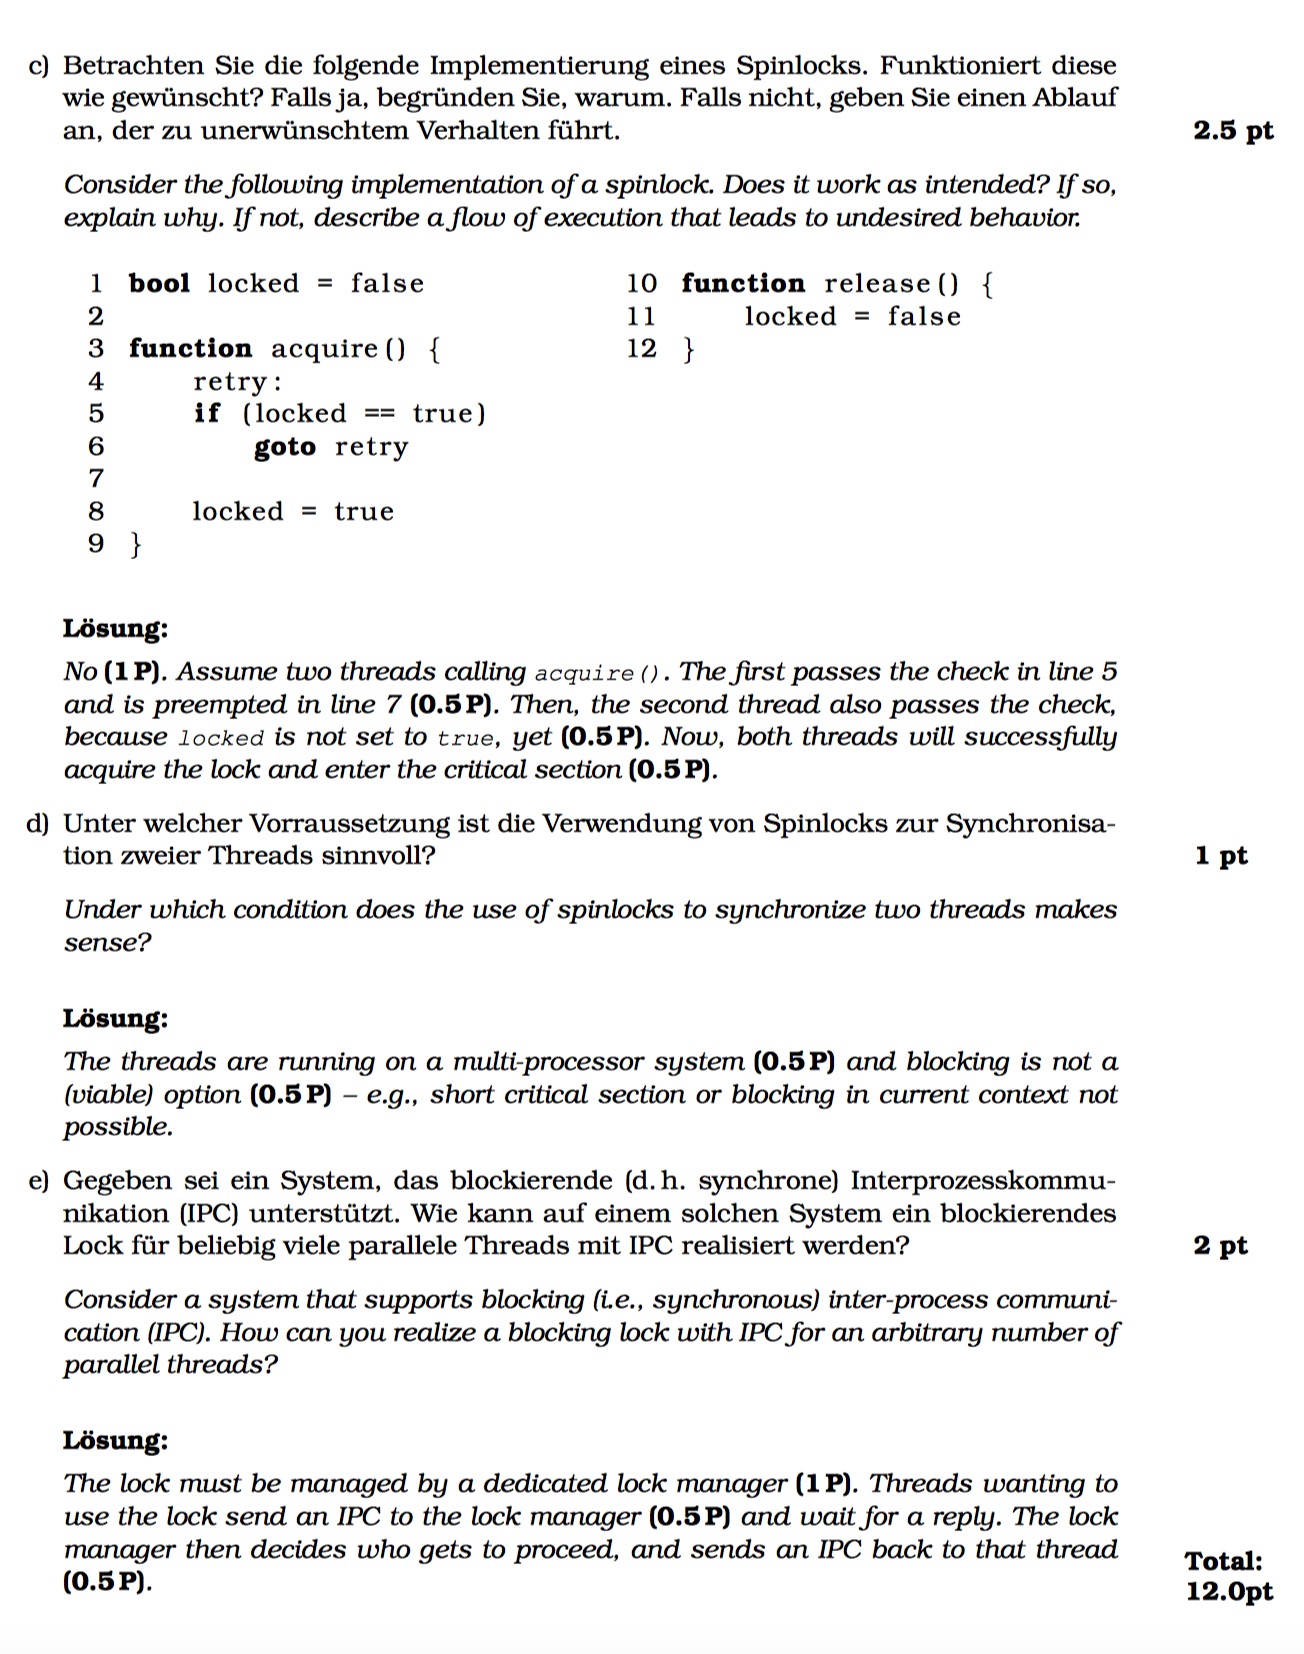 c) Betrachten Sie die folgende Implementierung eines Spinlocks. Funktioniert diese
wie gewünscht? Falls ja, begründen Sie, warum. Falls nicht, geben Sie einen Ablauf
an, der zu unerwünschtem Verhalten führt. 2.5 pt
Consider the following implementation of a spinlock. Does it work as intended? If so,
explain why. If not, describe a flow of execution that leads to undesired behavior.
1 bool locked = false
2
3 function acquire() {
4 retry:
5 if (locked == true)
6 goto retry
7
8 locked = true
9 }
10 function release() {
11 locked = false
12 }
Lösung:
No (1 P). Assume two threads calling acquire(). The first passes the check in line 5
and is preempted in line 7 (0.5 P). Then, the second thread also passes the check,
because locked is not set to true, yet (0.5 P). Now, both threads will successfully
acquire the lock and enter the critical section (0.5 P).
d) Unter welcher Vorraussetzung ist die Verwendung von Spinlocks zur Synchronisa-
tion zweier Threads sinnvoll? 1 pt
Under which condition does the use of spinlocks to synchronize two threads makes
sense?
Lösung:
The threads are running on a multi-processor system (0.5 P) and blocking is not a
(viable) option (0.5 P) – e.g., short critical section or blocking in current context not
possible.
e) Gegeben sei ein System, das blockierende (d. h. synchrone) Interprozesskommu-
nikation (IPC) unterstützt. Wie kann auf einem solchen System ein blockierendes
Lock für beliebig viele parallele Threads mit IPC realisiert werden? 2 pt
Consider a system that supports blocking (i.e., synchronous) inter-process communi-
cation (IPC). How can you realize a blocking lock with IPC for an arbitrary number of
parallel threads?
Lösung:
The lock must be managed by a dedicated lock manager (1 P). Threads wanting to
use the lock send an IPC to the lock manager (0.5 P) and wait for a reply. The lock
manager then decides who gets to proceed, and sends an IPC back to that thread
(0.5 P).
Total:
12.0pt